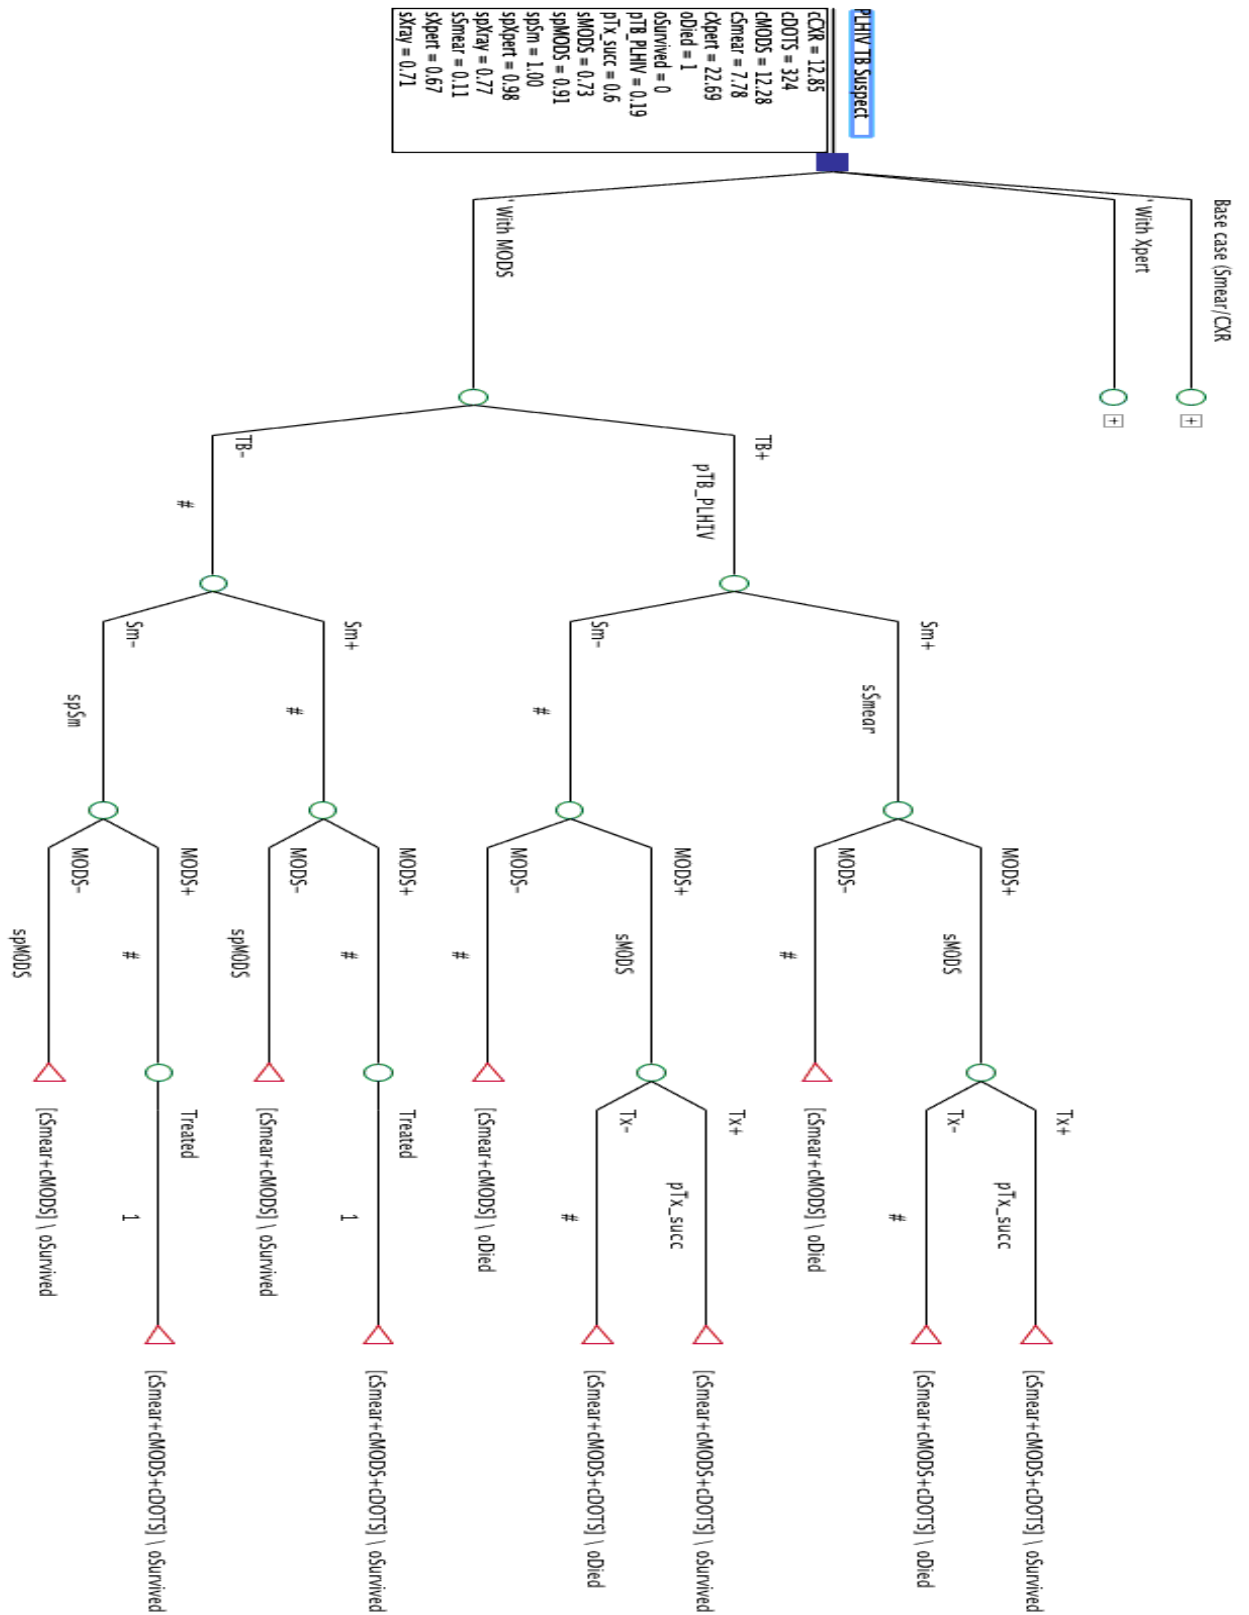 PLHIV TB Suspect
cCXR = 12.85
cDOTS = 324
cMODS = 12.28
cSmear = 7.78
cXpert = 22.69
oDied = 1
oSurvived = 0
pTB_PLHIV = 0.19
pTx_succ = 0.6
sMODS = 0.73
spMODS = 0.91
spSm = 1.00
spXpert = 0.98
spXray = 0.77
sSmear = 0.11
sXpert = 0.67
sXray = 0.71
Base case (Smear/CXR
+
'With Xpert
+
'With MODS
TB+
pTB_PLHIV
Sm+
sSmear
MODS+
sMODS
Tx+
pTx_succ
[cSmear+cMODS+cDOTS] \ oSurvived
Tx-
#
[cSmear+cMODS+cDOTS] \ oDied
MODS-
#
[cSmear+cMODS] \ oDied
Sm-
#
MODS+
sMODS
Tx+
pTx_succ
[cSmear+cMODS+cDOTS] \ oSurvived
Tx-
#
[cSmear+cMODS+cDOTS] \ oDied
MODS-
#
[cSmear+cMODS] \ oDied
TB-
#
Sm+
#
MODS+
#
Treated
1
[cSmear+cMODS+cDOTS] \ oSurvived
MODS-
spMODS
[cSmear+cMODS] \ oSurvived
Sm-
spSm
MODS+
#
Treated
1
[cSmear+cMODS+cDOTS] \ oSurvived
MODS-
spMODS
[cSmear+cMODS] \ oSurvived